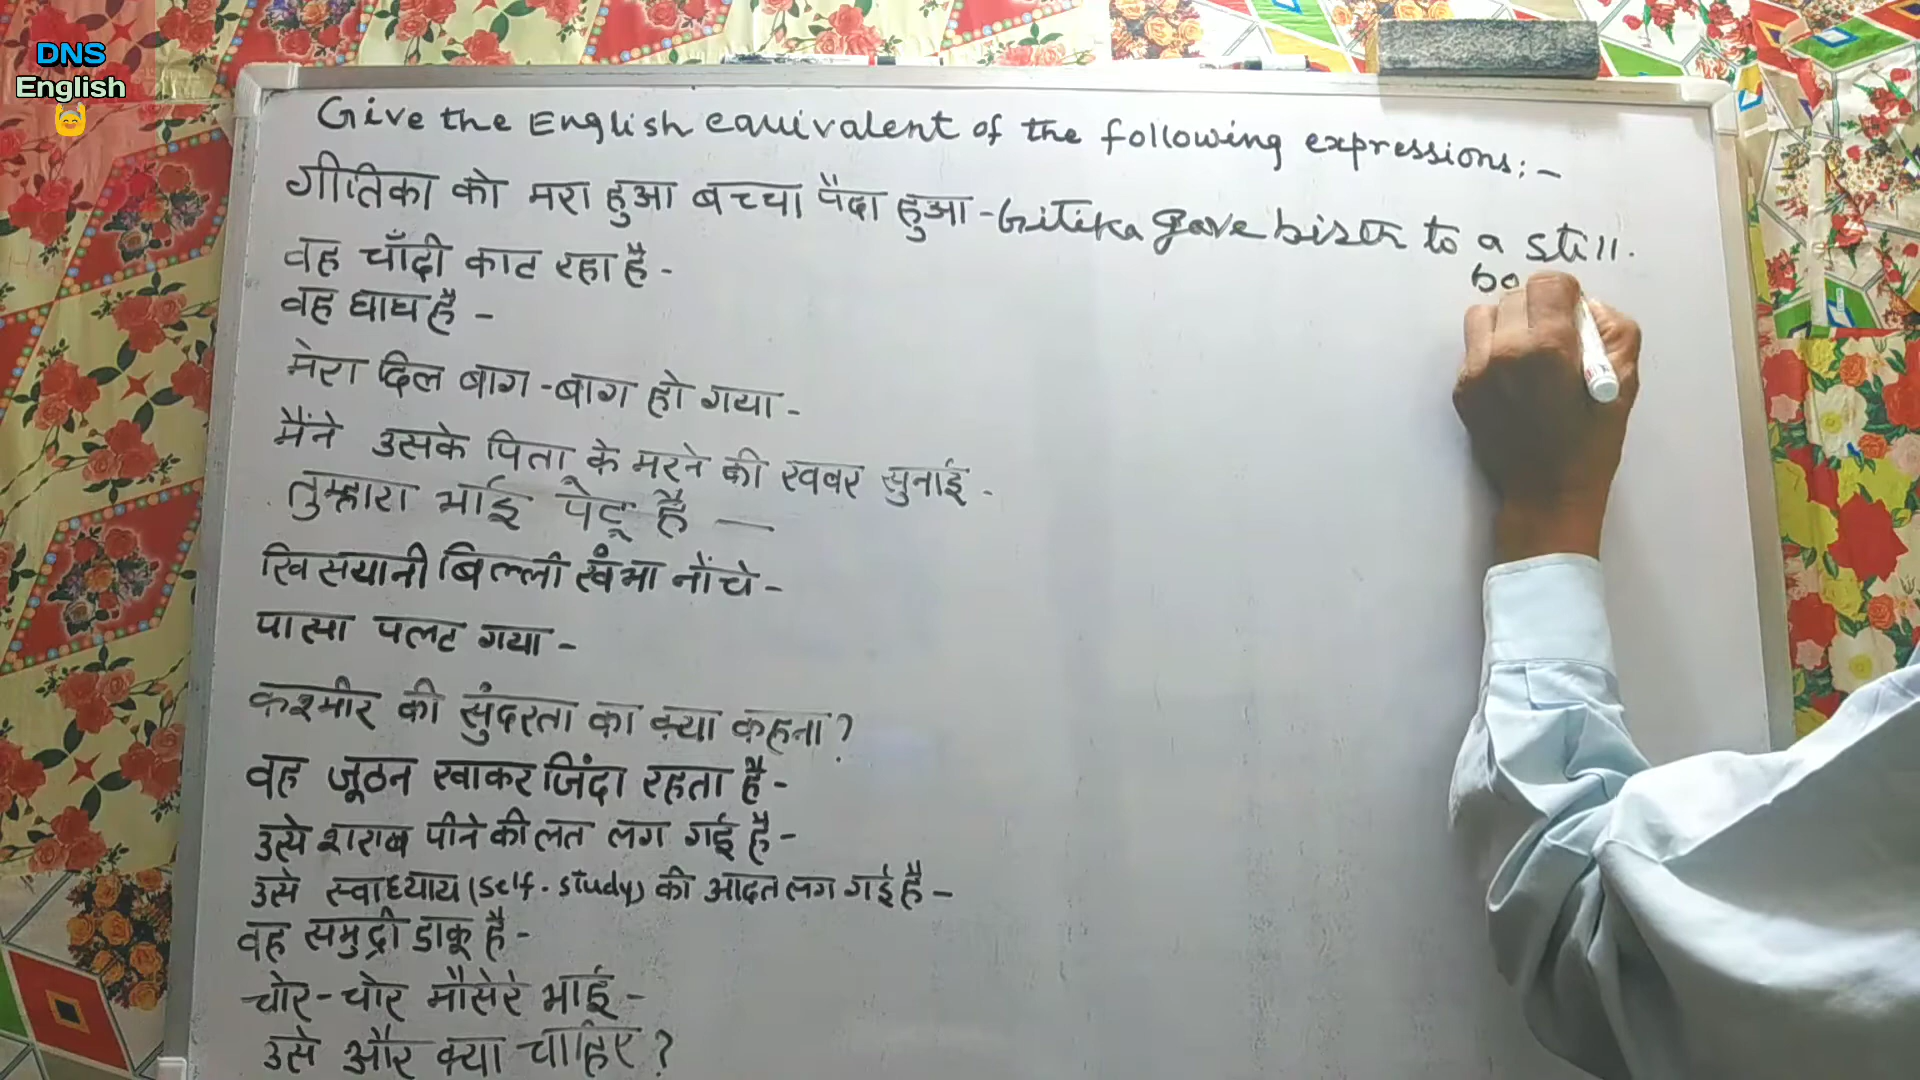 DNS
English
Give the English equivalent of the following expressions:-
गीतिका को मरा हुआ बच्चा पैदा हुआ - Gitika gave birth to a still.
bo
वह चाँदी काट रहा है -
वह घाघ है -
मेरा दिल बाग-बाग हो गया -
मैंने उसके पिता के मरने की खबर सुनाई -
तुम्हारा भाई पेटू है —
खिसयानी बिल्ली खंभा नोंचे -
पासा पलट गया -
कश्मीर की सुंदरता का क्या कहना?
वह जूठन खाकर जिंदा रहता है -
उसे शराब पीने की लत लग गई है -
उसे स्वाध्याय (self-study) की आदत लग गई है -
वह समुद्री डाकू है -
चोर-चोर मौसेरे भाई -
उसे और क्या चाहिए?